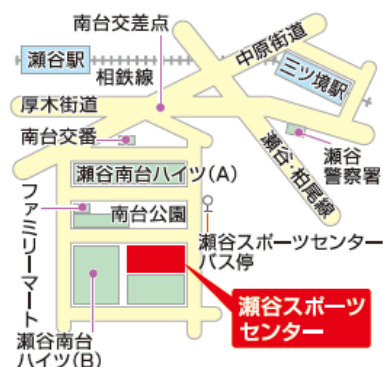 南台交差点
中原街道
瀬谷駅
相鉄線
三ツ境駅
厚木街道
南台交番
瀬谷・柏尾線
瀬谷
警察署
瀬谷南台ハイツ(A)
ファミリーマート
南台公園
瀬谷スポーツセンター
バス停
瀬谷スポーツ
センター
瀬谷南台
ハイツ(B)